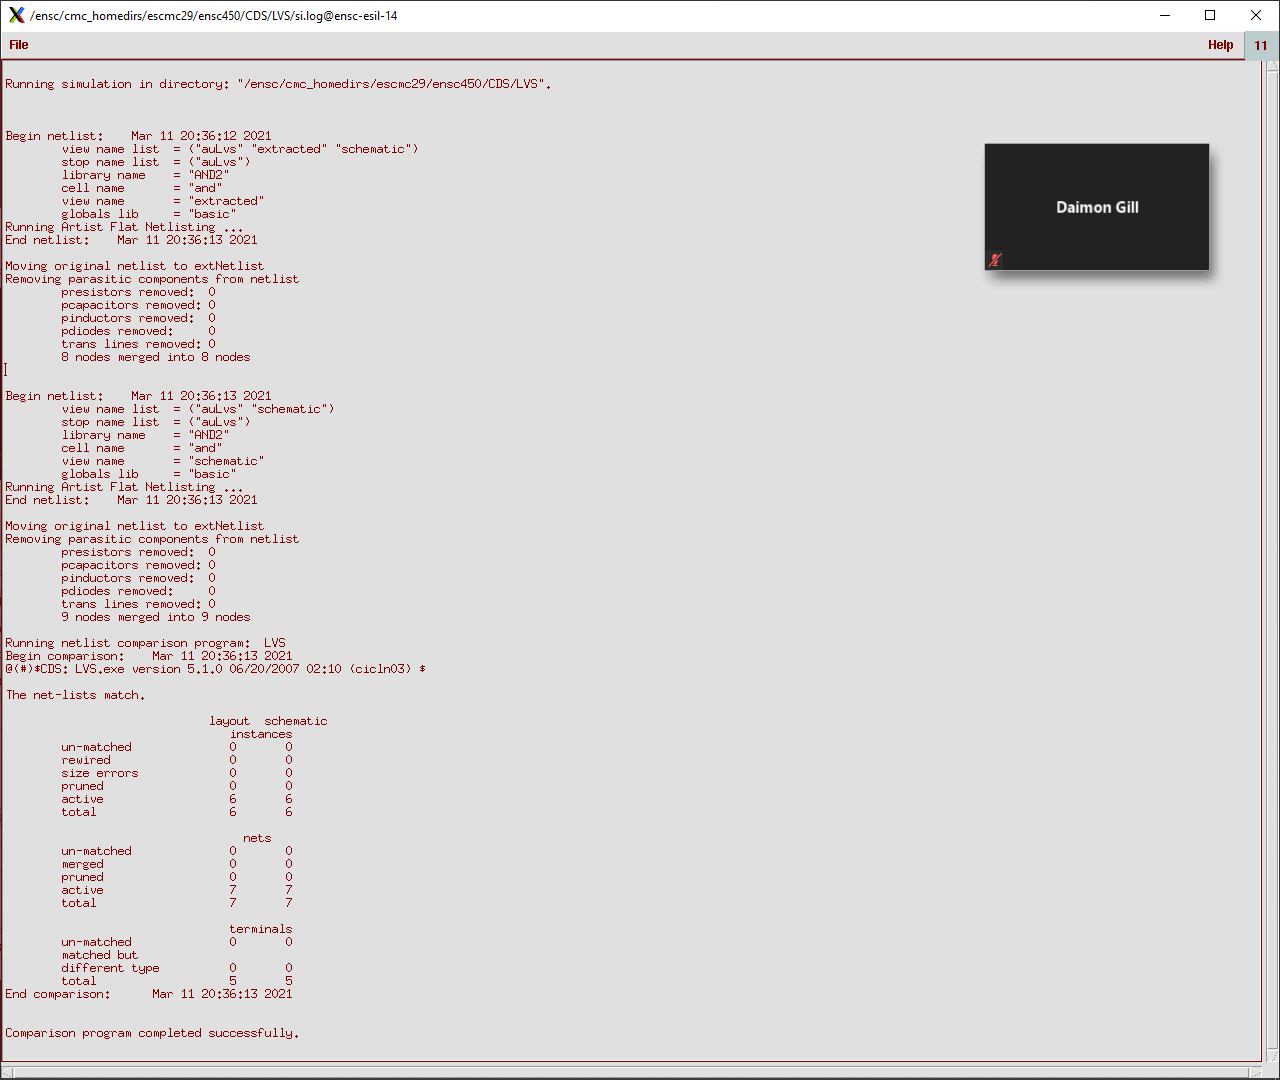 /ensc/cmc_homedirs/escmc29/ensc450/CDS/LVS/si.log@ensc-esil-14
File Help 11
Running simulation in directory: "/ensc/cmc_homedirs/escmc29/ensc450/CDS/LVS".
Begin netlist: Mar 11 20:36:12 2021
view name list = ("auLvs" "extracted" "schematic")
stop name list = ("auLvs")
library name = "AND2"
cell name = "and"
view name = "extracted"
globals lib = "basic"
Running Artist Flat Netlisting ...
End netlist: Mar 11 20:36:13 2021
Daimon Gill
Moving original netlist to extNetlist
Removing parasitic components from netlist
presistors removed: 0
pcapacitors removed: 0
pinductors removed: 0
pdiodes removed: 0
trans lines removed: 0
8 nodes merged into 8 nodes
Begin netlist: Mar 11 20:36:13 2021
view name list = ("auLvs" "schematic")
stop name list = ("auLvs")
library name = "AND2"
cell name = "and"
view name = "schematic"
globals lib = "basic"
Running Artist Flat Netlisting ...
End netlist: Mar 11 20:36:13 2021
Moving original netlist to extNetlist
Removing parasitic components from netlist
presistors removed: 0
pcapacitors removed: 0
pinductors removed: 0
pdiodes removed: 0
trans lines removed: 0
9 nodes merged into 9 nodes
Running netlist comparison program: LVS
Begin comparison: Mar 11 20:36:13 2021
@(#)$CDS: LVS.exe version 5.1.0 06/20/2007 02:10 (cicln03) $
The net-lists match.
layout schematic
instances
un-matched 0 0
rewired 0 0
size errors 0 0
pruned 0 0
active 6 6
total 6 6
nets
un-matched 0 0
merged 0 0
pruned 0 0
active 7 7
total 7 7
terminals
un-matched 0 0
matched but
different type 0 0
total 5 5
End comparison: Mar 11 20:36:13 2021
Comparison program completed successfully.